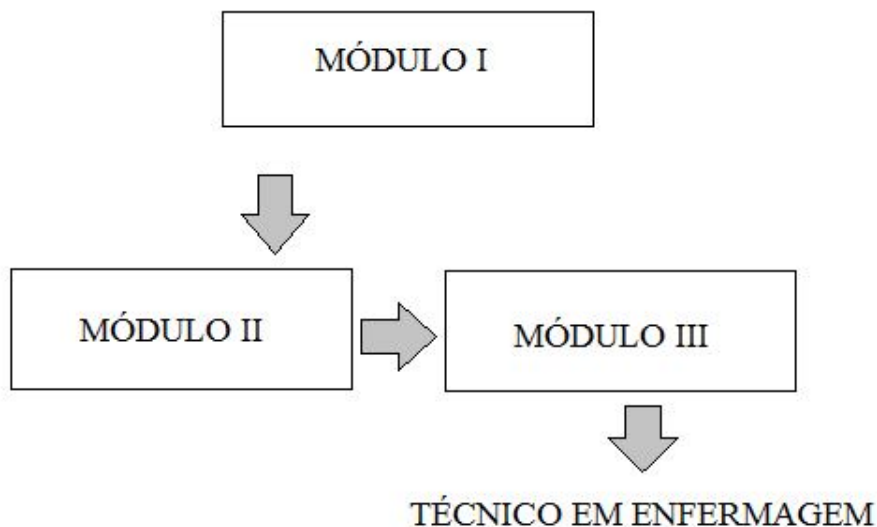 MÓDULO I
MÓDULO II
MÓDULO III
TÉCNICO EM ENFERMAGEM